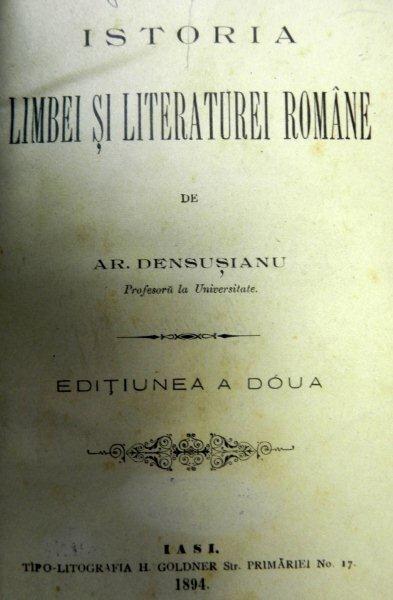 ISTORIA
LIMBEI ȘI LITERATUREI ROMÂNE
DE
AR. DENSUȘIANU
Profesorŭ la Universitate.
EDIȚIUNEA A DÓUA
IASI.
TIPO-LITOGRAFIA H. GOLDNER Str. PRIMĂRIEI No. 17.
1894.